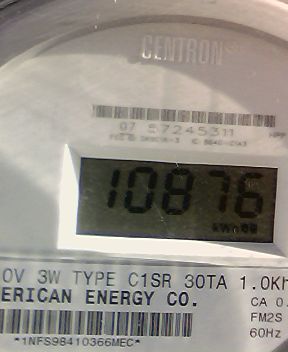 CENTRON
07 57245311
10876
kWh
0V 3W TYPE C1SR 30TA 1.0Kh
ERICAN ENERGY CO.
CA 0.
FM2S
60Hz
*1NFS98410366MEC*